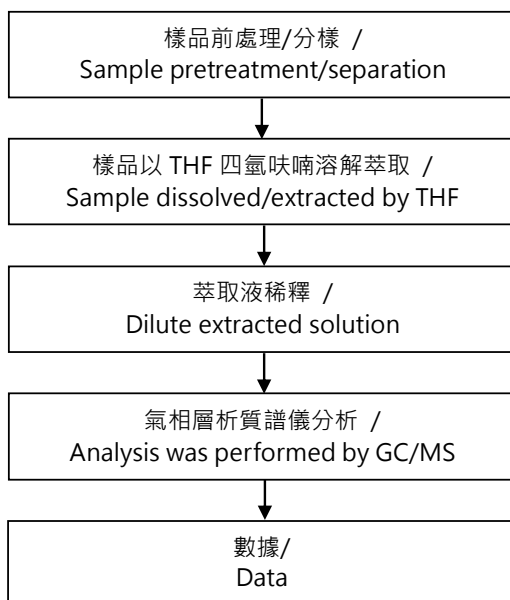 樣品前處理/分樣 /
Sample pretreatment/separation
樣品以 THF 四氫呋喃溶解萃取 /
Sample dissolved/extracted by THF
萃取液稀釋 /
Dilute extracted solution
氣相層析質譜儀分析 /
Analysis was performed by GC/MS
數據/
Data